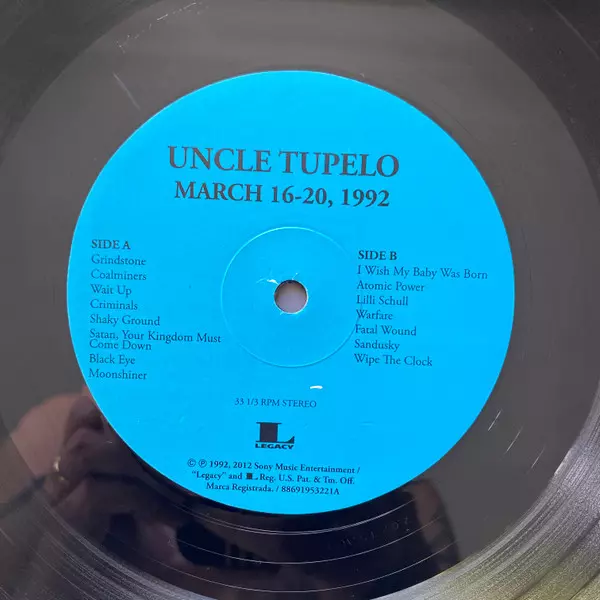 UNCLE TUPELO
MARCH 16-20, 1992
SIDE A
Grindstone
Coalminers
Wait Up
Criminals
Shaky Ground
Satan, Your Kingdom Must
Come Down
Black Eye
Moonshiner
SIDE B
I Wish My Baby Was Born
Atomic Power
Lilli Schull
Warfare
Fatal Wound
Sandusky
Wipe The Clock
33 1/3 RPM STEREO
L
LEGACY
© ℗ 1992, 2012 Sony Music Entertainment /
"Legacy" and L Reg. U.S. Pat. & Tm. Off.
Marca Registrada. / 88691953221A